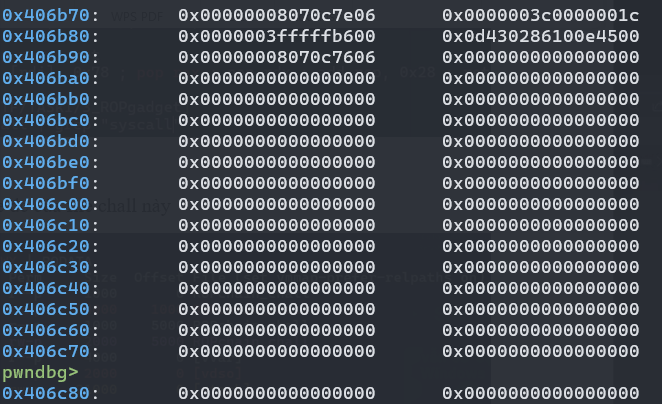 0x406b70: 0x00000008070c7e06 0x0000003c0000001c
0x406b80: 0x0000003fffffb600 0x0d430286100e4500
0x406b90: 0x00000008070c7606 0x0000000000000000
0x406ba0: 0x0000000000000000 0x0000000000000000
0x406bb0: 0x0000000000000000 0x0000000000000000
0x406bc0: 0x0000000000000000 0x0000000000000000
0x406bd0: 0x0000000000000000 0x0000000000000000
0x406be0: 0x0000000000000000 0x0000000000000000
0x406bf0: 0x0000000000000000 0x0000000000000000
0x406c00: 0x0000000000000000 0x0000000000000000
0x406c10: 0x0000000000000000 0x0000000000000000
0x406c20: 0x0000000000000000 0x0000000000000000
0x406c30: 0x0000000000000000 0x0000000000000000
0x406c40: 0x0000000000000000 0x0000000000000000
0x406c50: 0x0000000000000000 0x0000000000000000
0x406c60: 0x0000000000000000 0x0000000000000000
0x406c70: 0x0000000000000000 0x0000000000000000
pwndbg>
0x406c80: 0x0000000000000000 0x0000000000000000